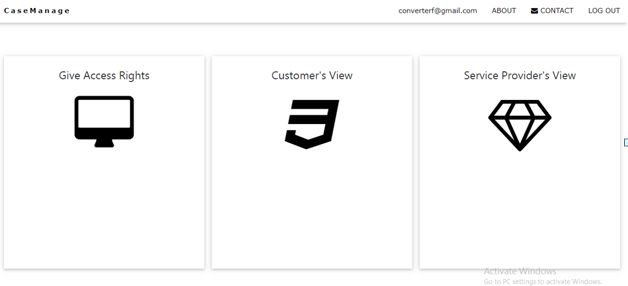 CaseManage
converterf@gmail.com ABOUT CONTACT LOG OUT
Give Access Rights
Customer's View
Service Provider's View
Activate Windows
Go to PC settings to activate Windows.